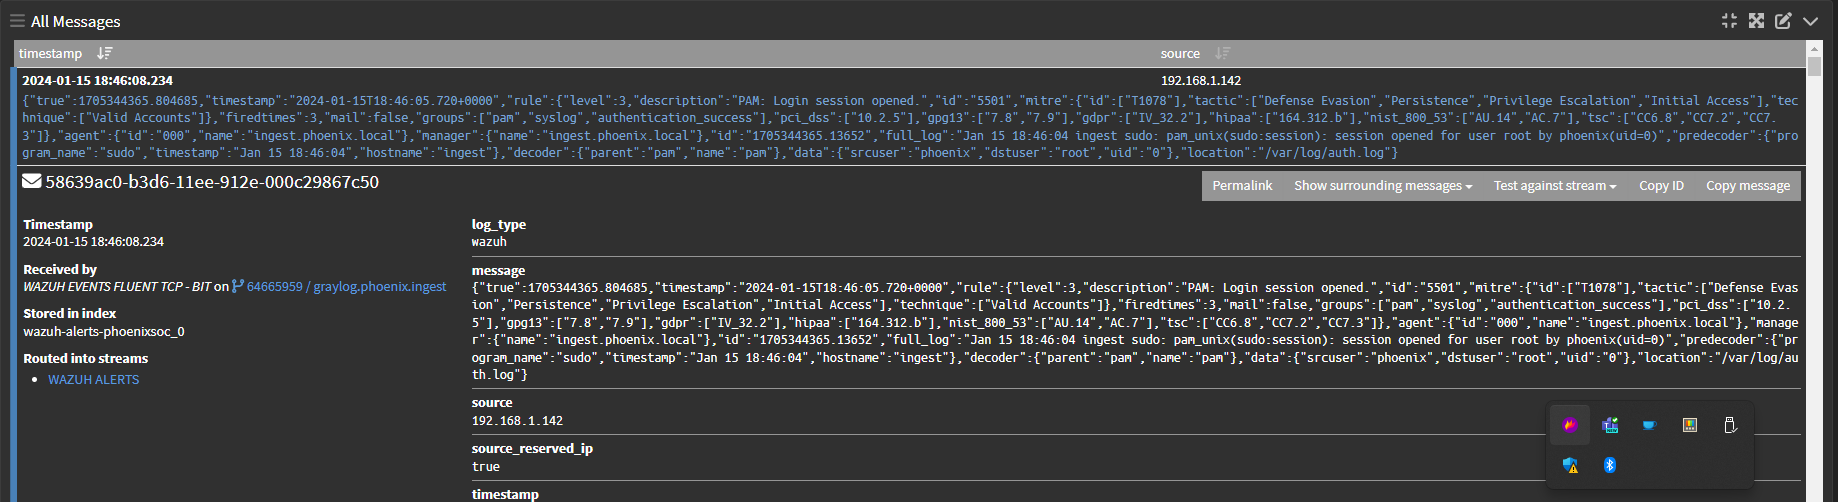 All Messages
timestamp source
2024-01-15 18:46:08.234 192.168.1.142
{"true":1705344365.804685,"timestamp":"2024-01-15T18:46:05.720+0000","rule":{"level":3,"description":"PAM: Login session opened.","id":"5501","mitre":{"id":["T1078"],"tactic":["Defense Evasion","Persistence","Privilege Escalation","Initial Access"],"tec
hnique":["Valid Accounts"]},"firedtimes":3,"mail":false,"groups":["pam","syslog","authentication_success"],"pci_dss":["10.2.5"],"gpg13":["7.8","7.9"],"gdpr":["IV_32.2"],"hipaa":["164.312.b"],"nist_800_53":["AU.14","AC.7"],"tsc":["CC6.8","CC7.2","CC7.
3"]},"agent":{"id":"000","name":"ingest.phoenix.local"},"manager":{"name":"ingest.phoenix.local"},"id":"1705344365.13652","full_log":"Jan 15 18:46:04 ingest sudo: pam_unix(sudo:session): session opened for user root by phoenix(uid=0)","predecoder":{"pro
gram_name":"sudo","timestamp":"Jan 15 18:46:04","hostname":"ingest"},"decoder":{"parent":"pam","name":"pam"},"data":{"srcuser":"phoenix","dstuser":"root","uid":"0"},"location":"/var/log/auth.log"}
58639ac0-b3d6-11ee-912e-000c29867c50
Permalink Show surrounding messages Test against stream Copy ID Copy message
Timestamp
2024-01-15 18:46:08.234
Received by
WAZUH EVENTS FLUENT TCP - BIT on 64665959 / graylog.phoenix.ingest
Stored in index
wazuh-alerts-phoenixsoc_0
Routed into streams
• WAZUH ALERTS
log_type
wazuh
message
{"true":1705344365.804685,"timestamp":"2024-01-15T18:46:05.720+0000","rule":{"level":3,"description":"PAM: Login session opened.","id":"5501","mitre":{"id":["T1078"],"tactic":["Defense Evas
ion","Persistence","Privilege Escalation","Initial Access"],"technique":["Valid Accounts"]},"firedtimes":3,"mail":false,"groups":["pam","syslog","authentication_success"],"pci_dss":["10.2.
5"],"gpg13":["7.8","7.9"],"gdpr":["IV_32.2"],"hipaa":["164.312.b"],"nist_800_53":["AU.14","AC.7"],"tsc":["CC6.8","CC7.2","CC7.3"]},"agent":{"id":"000","name":"ingest.phoenix.local"},"manag
er":{"name":"ingest.phoenix.local"},"id":"1705344365.13652","full_log":"Jan 15 18:46:04 ingest sudo: pam_unix(sudo:session): session opened for user root by phoenix(uid=0)","predecoder":{"pr
ogram_name":"sudo","timestamp":"Jan 15 18:46:04","hostname":"ingest"},"decoder":{"parent":"pam","name":"pam"},"data":{"srcuser":"phoenix","dstuser":"root","uid":"0"},"location":"/var/log/au
th.log"}
source
192.168.1.142
source_reserved_ip
true
timestamp